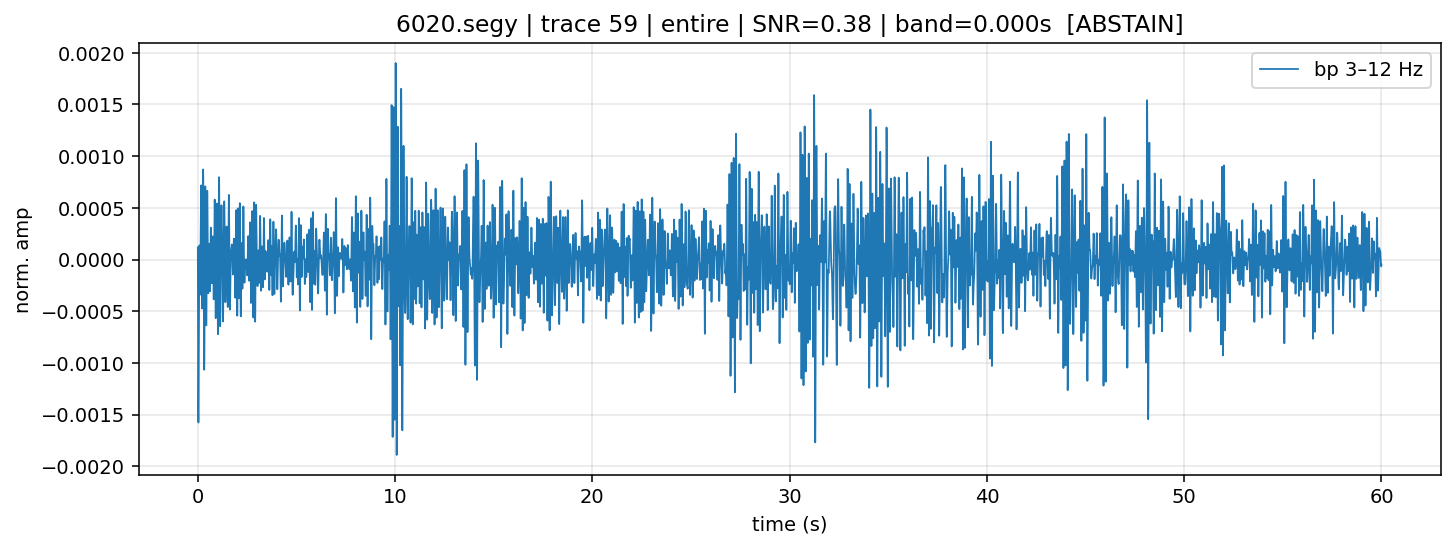 6020.segy | trace 59 | entire | SNR=0.38 | band=0.000s  [ABSTAIN]
bp 3–12 Hz
0.0020
0.0015
0.0010
0.0005
0.0000
−0.0005
−0.0010
−0.0015
−0.0020
norm. amp
0 10 20 30 40 50 60
time (s)